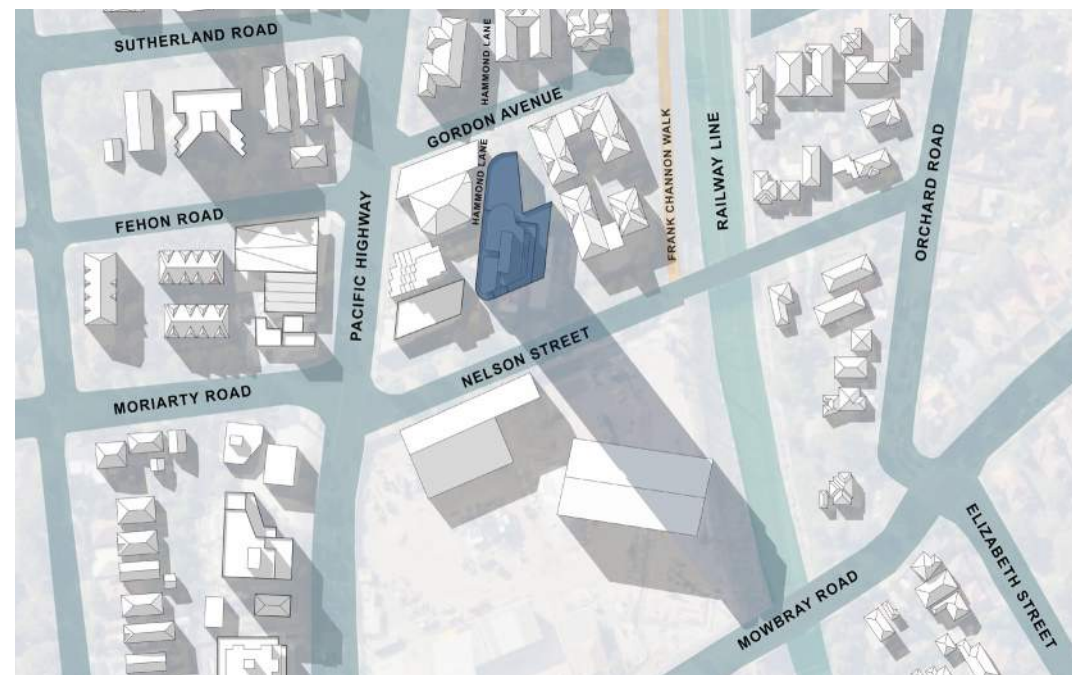 SUTHERLAND ROAD
HAMMOND LANE
GORDON AVENUE
HAMMOND LANE
FRANK CHANNON WALK
RAILWAY LINE
ORCHARD ROAD
FEHON ROAD
PACIFIC HIGHWAY
NELSON STREET
MORIARTY ROAD
ELIZABETH STREET
MOWBRAY ROAD